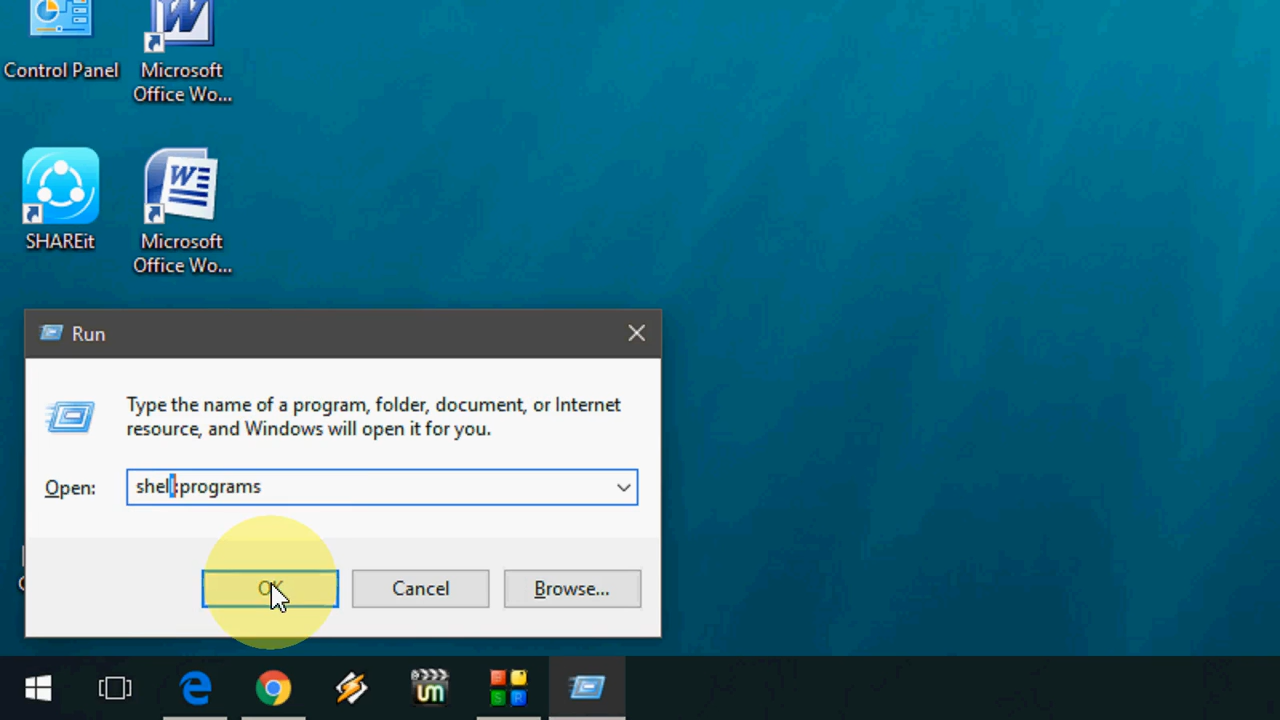 Control Panel
Microsoft
Office Wo...
SHAREit
Microsoft
Office Wo...
Run
Type the name of a program, folder, document, or Internet
resource, and Windows will open it for you.
Open:
shell:programs
OK
Cancel
Browse...